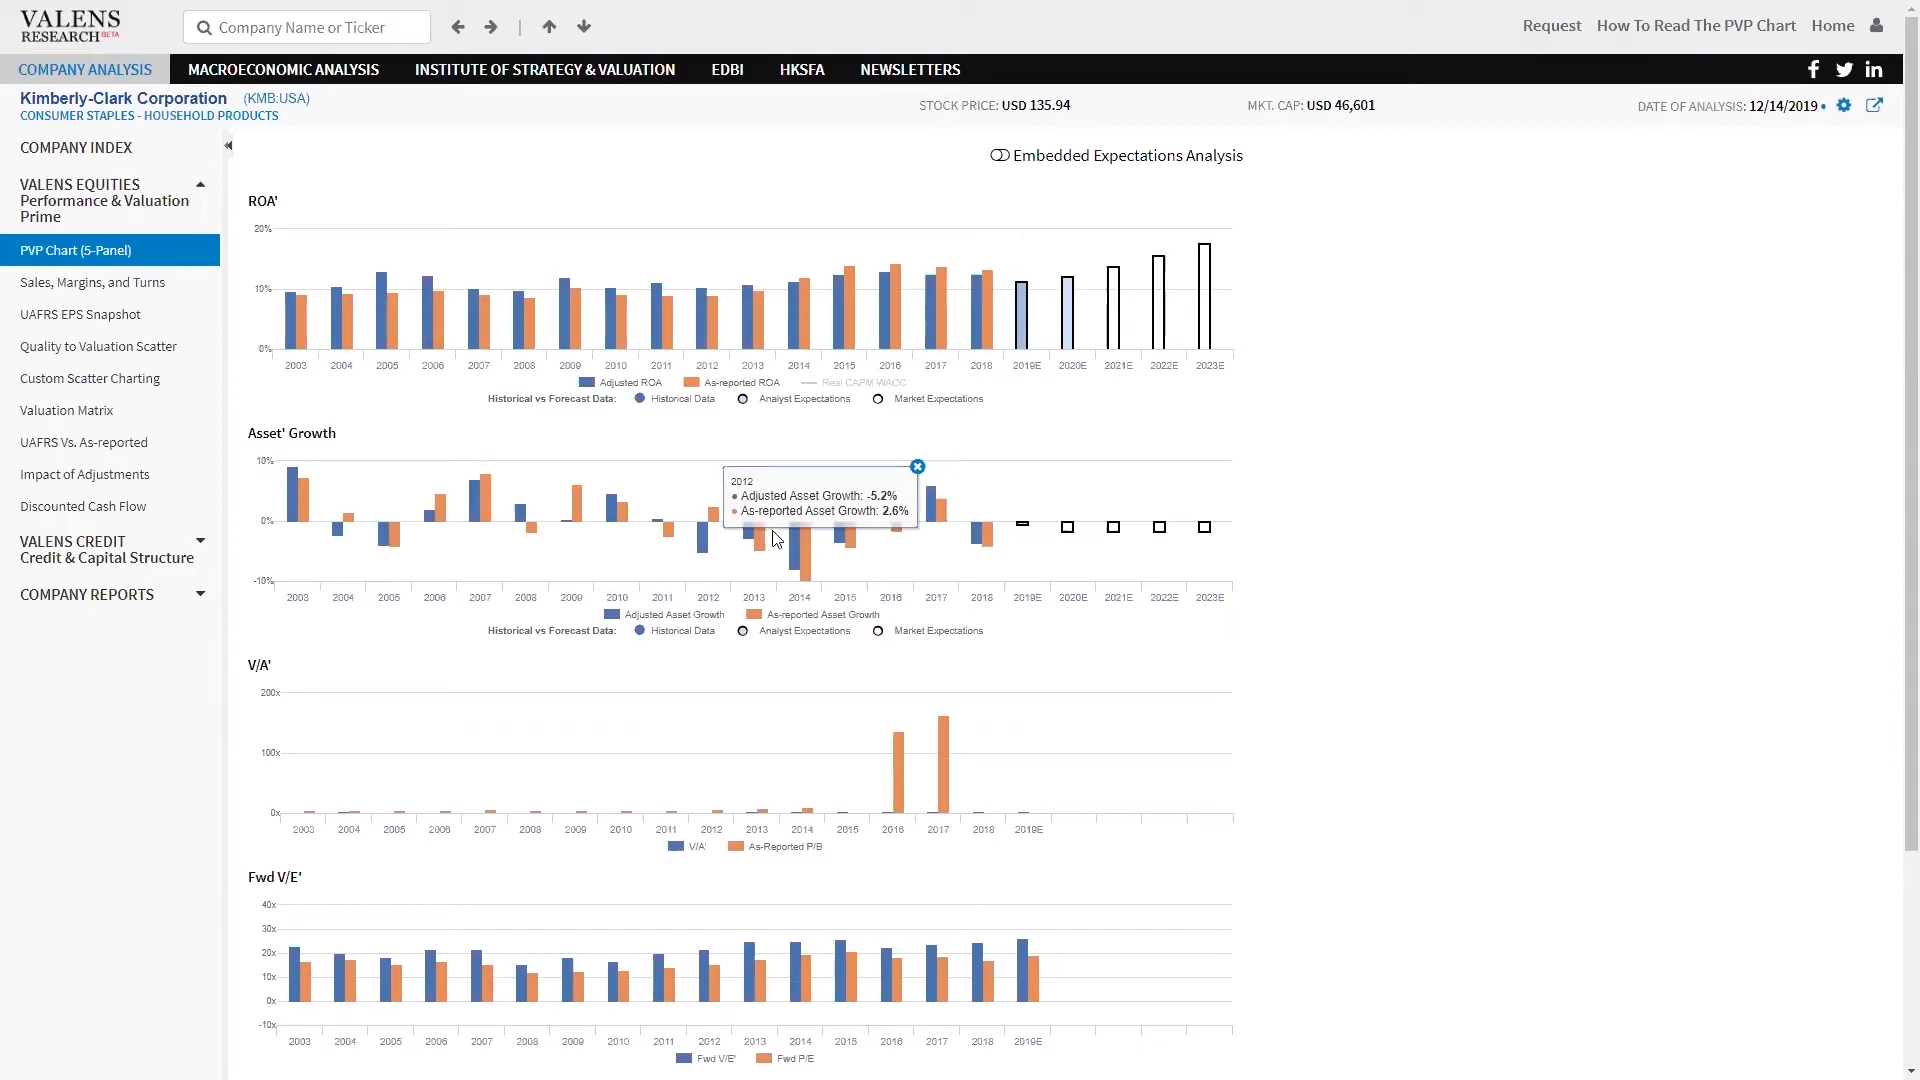 VALENS
RESEARCH BETA
Company Name or Ticker
Request How To Read The PVP Chart Home
COMPANY ANALYSIS MACROECONOMIC ANALYSIS INSTITUTE OF STRATEGY & VALUATION EDBI HKSFA NEWSLETTERS
Kimberly-Clark Corporation (KMB:USA)
CONSUMER STAPLES - HOUSEHOLD PRODUCTS
STOCK PRICE: USD 135.94
MKT. CAP: USD 46,601
DATE OF ANALYSIS: 12/14/2019
COMPANY INDEX
VALENS EQUITIES
Performance & Valuation
Prime
PVP Chart (5-Panel)
Sales, Margins, and Turns
UAFRS EPS Snapshot
Quality to Valuation Scatter
Custom Scatter Charting
Valuation Matrix
UAFRS Vs. As-reported
Impact of Adjustments
Discounted Cash Flow
VALENS CREDIT
Credit & Capital Structure
COMPANY REPORTS
Embedded Expectations Analysis
ROA'
20%
10%
0%
2003 2004 2005 2006 2007 2008 2009 2010 2011 2012 2013 2014 2015 2016 2017 2018 2019E 2020E 2021E 2022E 2023E
Adjusted ROA As-reported ROA Real CAPM WACC
Historical vs Forecast Data: Historical Data Analyst Expectations Market Expectations
Asset' Growth
10%
0%
-10%
2012
Adjusted Asset Growth: -5.2%
As-reported Asset Growth: 2.6%
2003 2004 2005 2006 2007 2008 2009 2010 2011 2012 2013 2014 2015 2016 2017 2018 2019E 2020E 2021E 2022E 2023E
Adjusted Asset Growth As-reported Asset Growth
Historical vs Forecast Data: Historical Data Analyst Expectations Market Expectations
V/A'
200x
100x
0x
2003 2004 2005 2006 2007 2008 2009 2010 2011 2012 2013 2014 2015 2016 2017 2018 2019E
V/A' As-Reported P/B
Fwd V/E'
40x
30x
20x
10x
0x
-10x
2003 2004 2005 2006 2007 2008 2009 2010 2011 2012 2013 2014 2015 2016 2017 2018 2019E
Fwd V/E' Fwd P/E